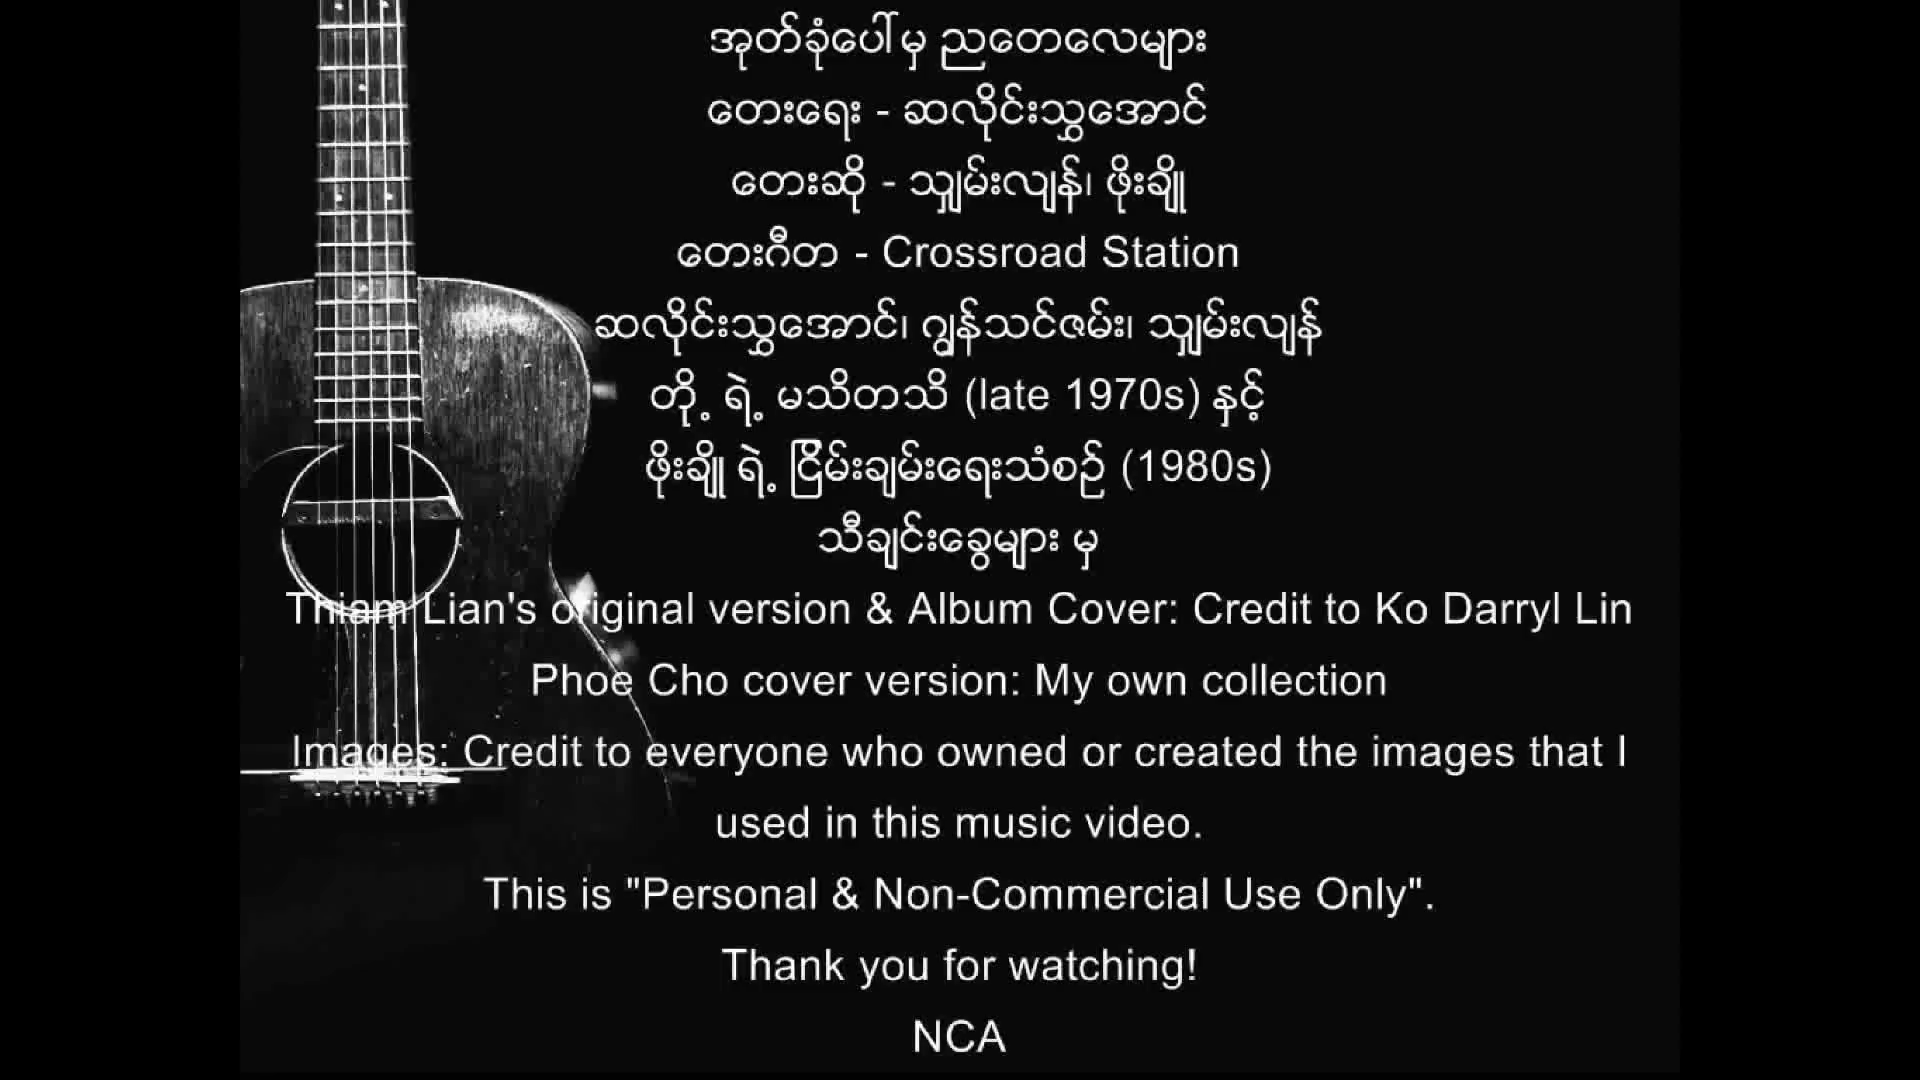 အုတ်ခုံပေါ်မှ ညတေလေများ
တေးရေး - ဆလိုင်းသွှအောင်
တေးဆို - သျှမ်းလျန်၊ ဖိုးချို
တေးဂီတ - Crossroad Station
ဆလိုင်းသွှအောင်၊ ဂျွန်သင်ဇမ်း၊ သျှမ်းလျန်
တို့ ရဲ့ မသိတသိ (late 1970s) နှင့်
ဖိုးချို ရဲ့ ငြိမ်းချမ်းရေးသံစဉ် (1980s)
သီချင်းခွေများ မှ
Thiam Lian's original version & Album Cover: Credit to Ko Darryl Lin
Phoe Cho cover version: My own collection
Images: Credit to everyone who owned or created the images that I
used in this music video.
This is "Personal & Non-Commercial Use Only".
Thank you for watching!
NCA